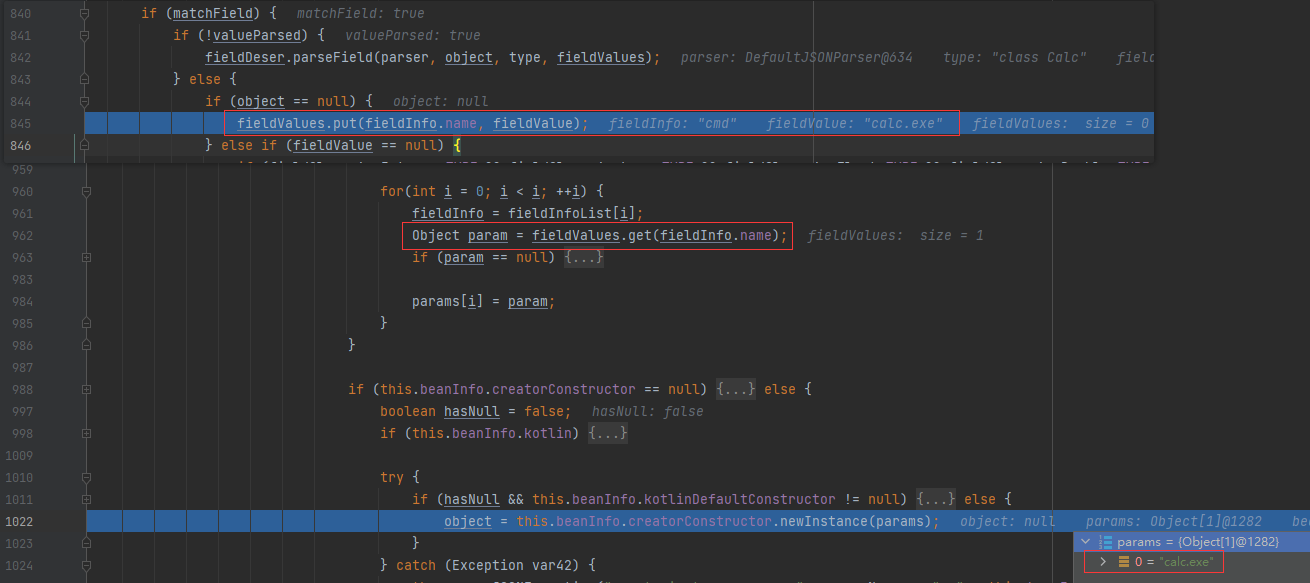 840 if (matchField) { matchField: true
841 if (!valueParsed) { valueParsed: true
842 fieldDeser.parseField(parser, object, type, fieldValues); parser: DefaultJSONParser@634 type: "class Calc"
843 } else {
844 if (object == null) { object: null
845 fieldValues.put(fieldInfo.name, fieldValue); fieldInfo: "cmd" fieldValue: "calc.exe" fieldValues: size = 0
846 } else if (fieldValue == null) {
959
960 for(int i = 0; i < i; ++i) {
961 fieldInfo = fieldInfoList[i];
962 Object param = fieldValues.get(fieldInfo.name); fieldValues: size = 1
963 if (param == null) {...}
983
984 params[i] = param;
985 }
986 }
987
988 if (this.beanInfo.creatorConstructor == null) {...} else {
997 boolean hasNull = false; hasNull: false
998 if (this.beanInfo.kotlin) {...}
1009
1010 try {
1011 if (hasNull && this.beanInfo.kotlinDefaultConstructor != null) {...} else {
1022 object = this.beanInfo.creatorConstructor.newInstance(params); object: null params: Object[1]@1282
1023 }
params = {Object[1]@1282}
1024 } catch (Exception var42) {
0 = "calc.exe"